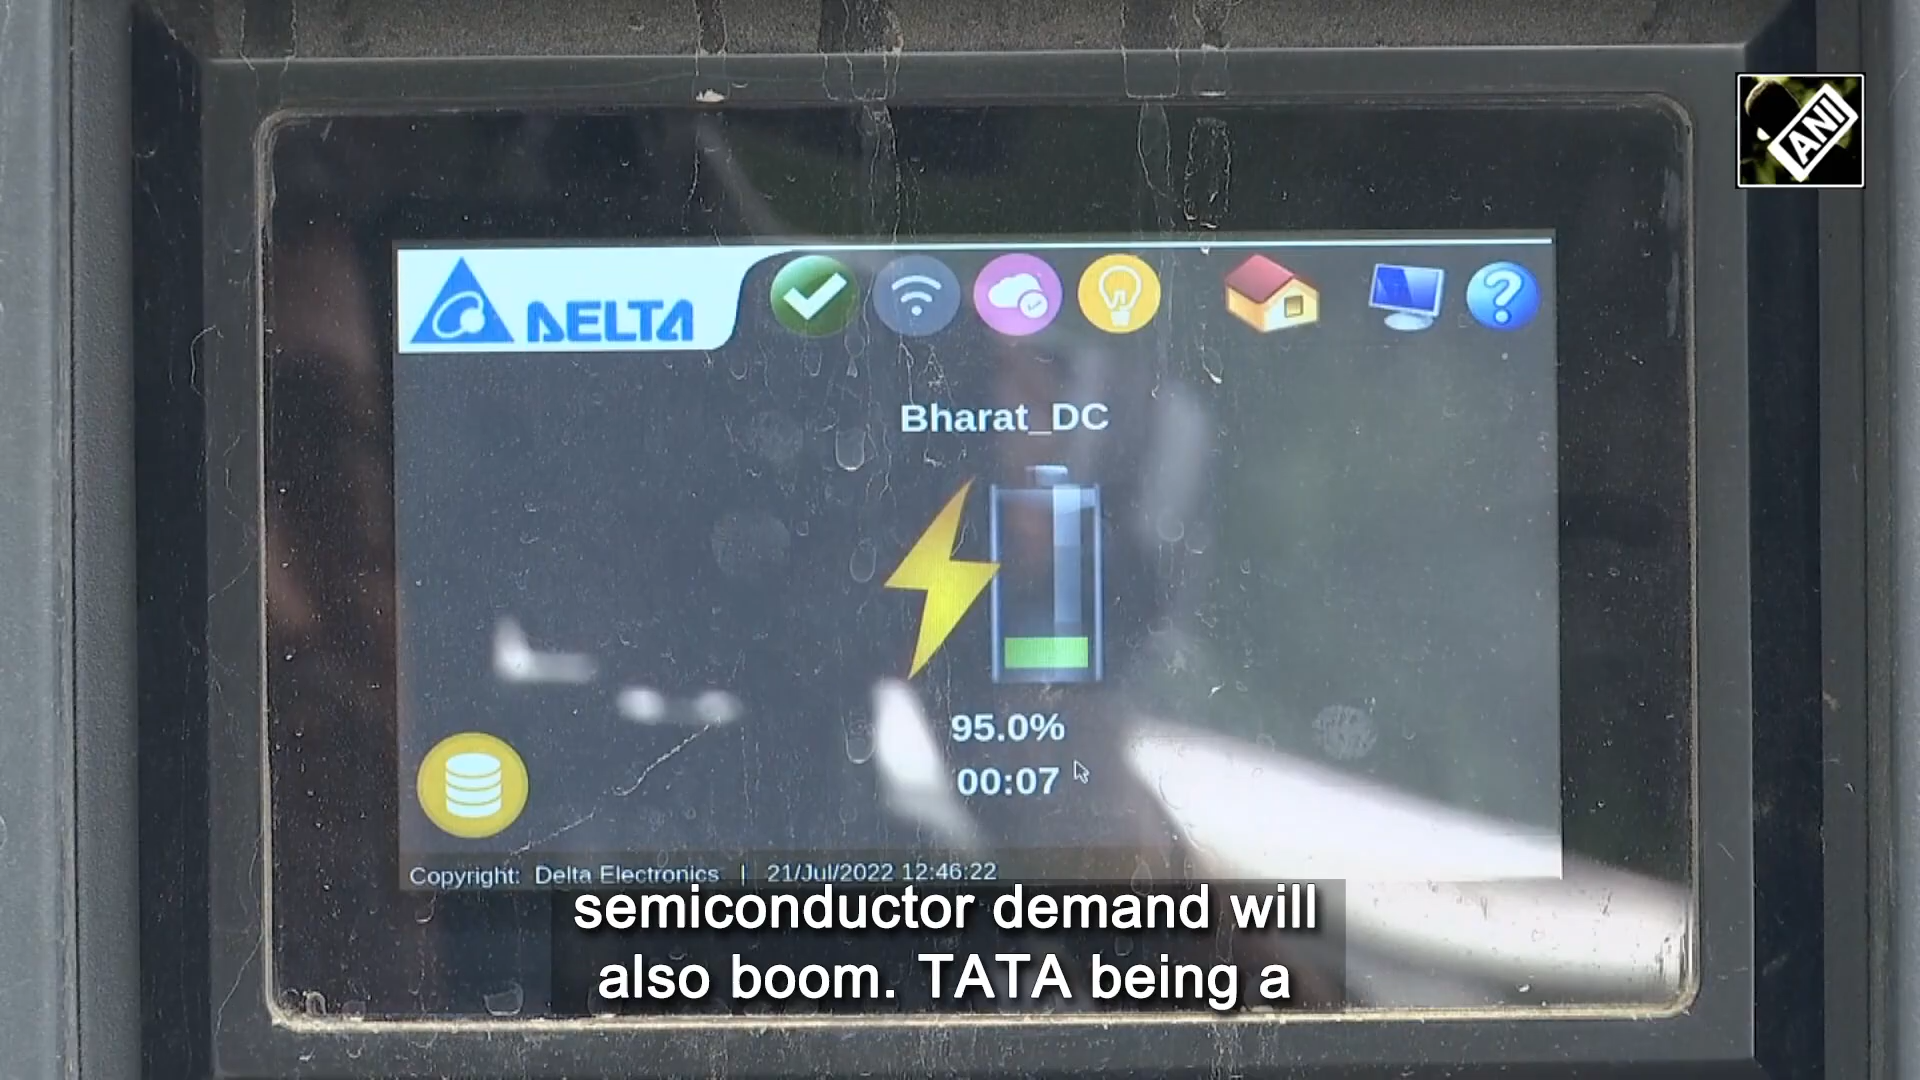 ANI
DELTA
Bharat_DC
95.0%
00:07
Copyright: Delta Electronics | 21/Jul/2022 12:46:22
semiconductor demand will
also boom. TATA being a